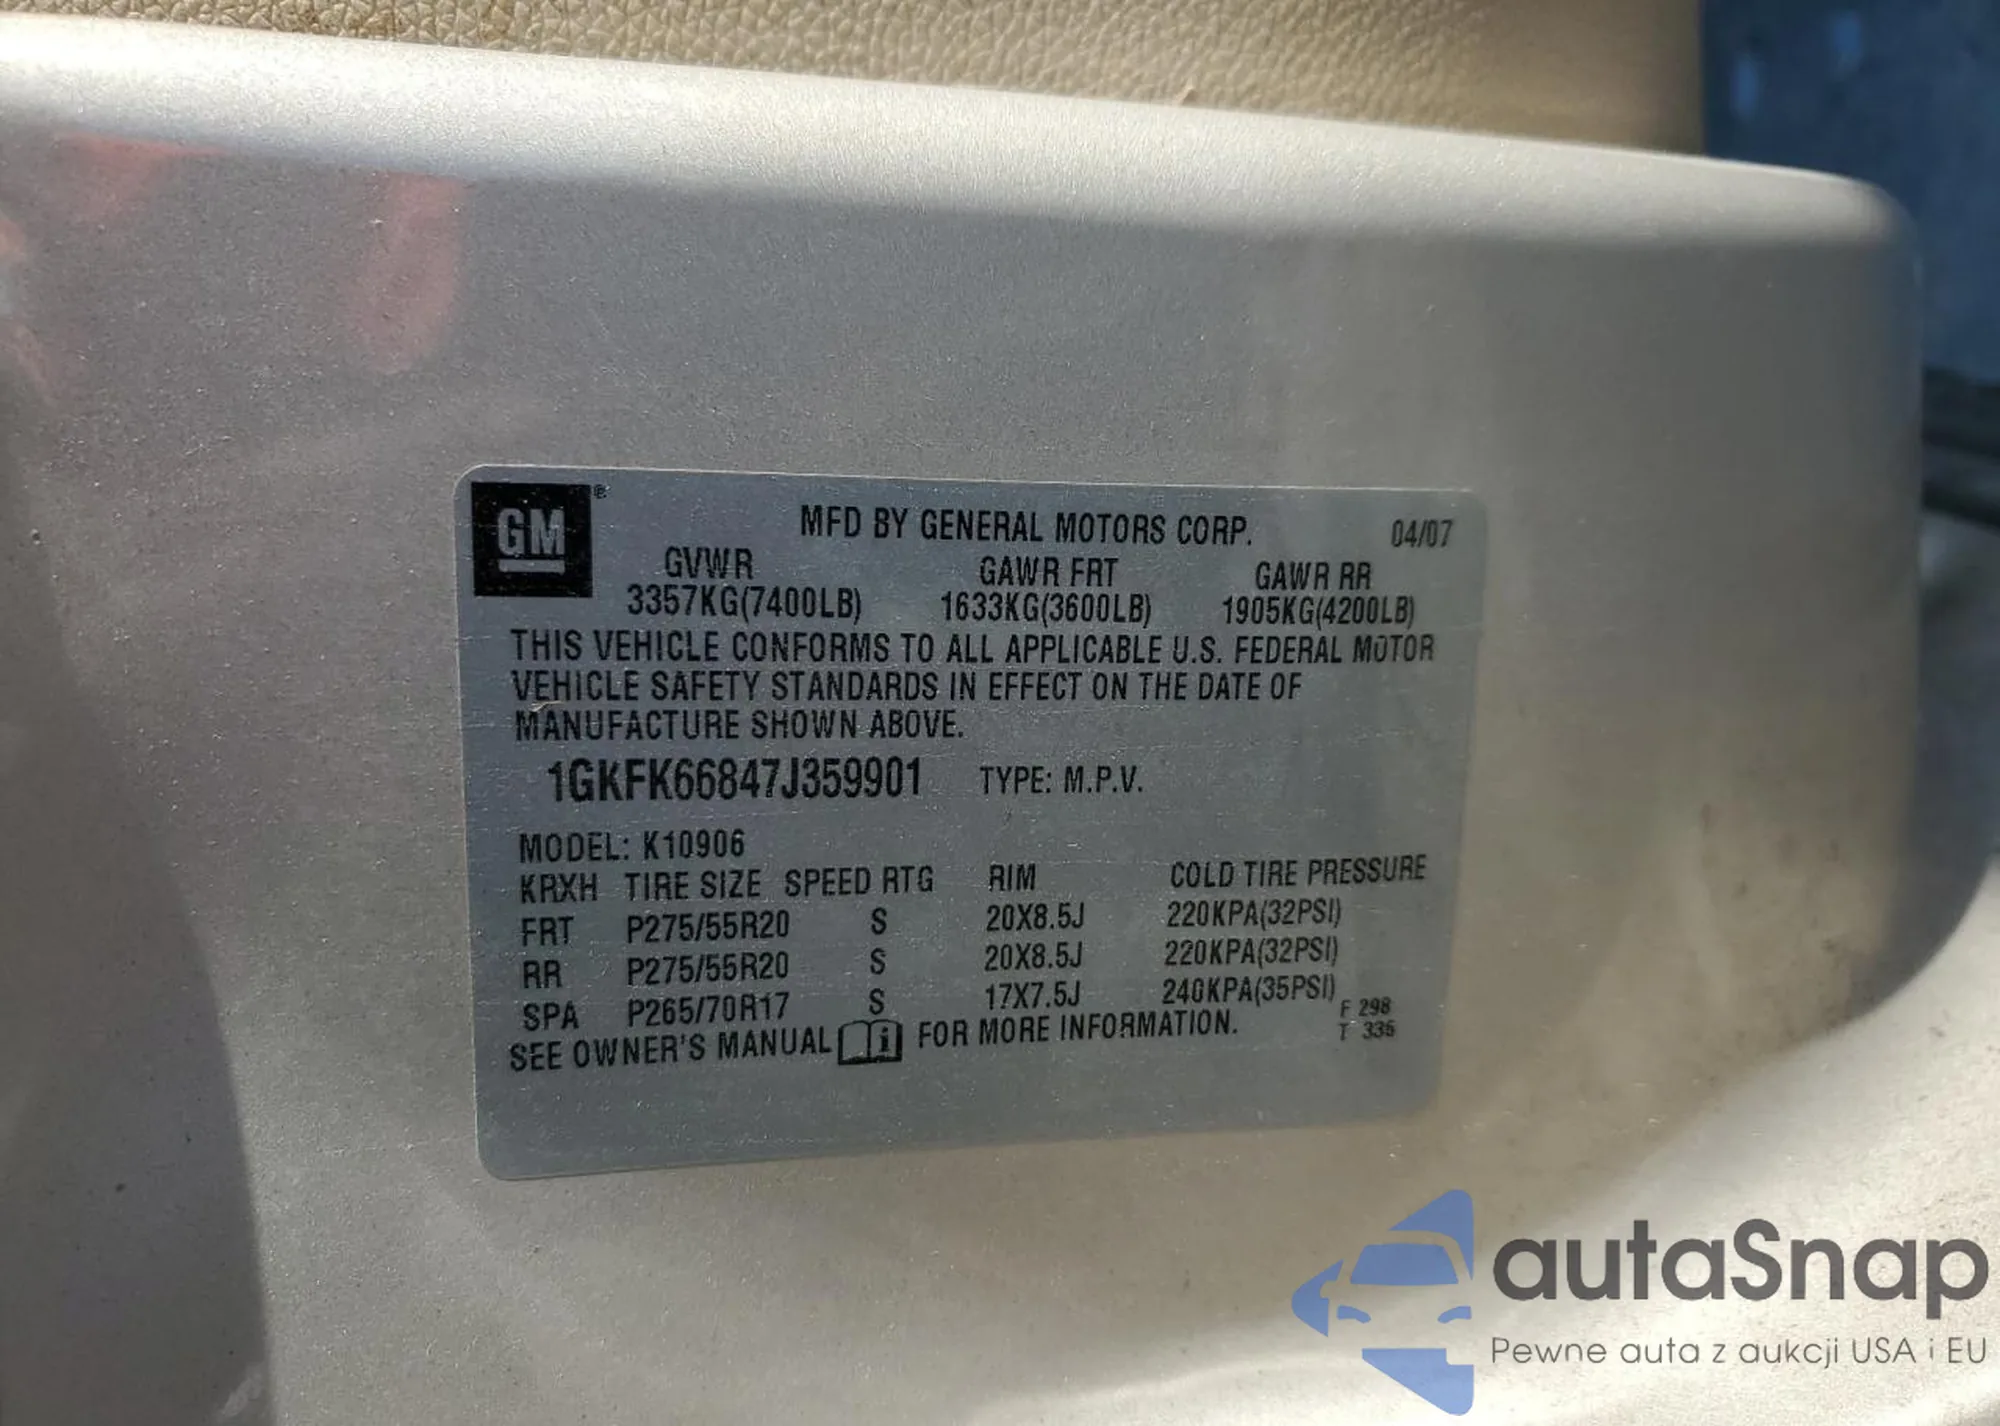 GM®
MFD BY GENERAL MOTORS CORP. 04/07
GVWR GAWR FRT GAWR RR
3357KG(7400LB) 1633KG(3600LB) 1905KG(4200LB)
THIS VEHICLE CONFORMS TO ALL APPLICABLE U.S. FEDERAL MOTOR
VEHICLE SAFETY STANDARDS IN EFFECT ON THE DATE OF
MANUFACTURE SHOWN ABOVE.
1GKFK66847J359901 TYPE: M.P.V.
MODEL: K10906
KRXH TIRE SIZE SPEED RTG RIM COLD TIRE PRESSURE
FRT P275/55R20 S 20X8.5J 220KPA(32PSI)
RR P275/55R20 S 20X8.5J 220KPA(32PSI)
SPA P265/70R17 S 17X7.5J 240KPA(35PSI)
F 298
T 336
SEE OWNER'S MANUAL i FOR MORE INFORMATION.
autaSnap
Pewne auta z aukcji USA i EU